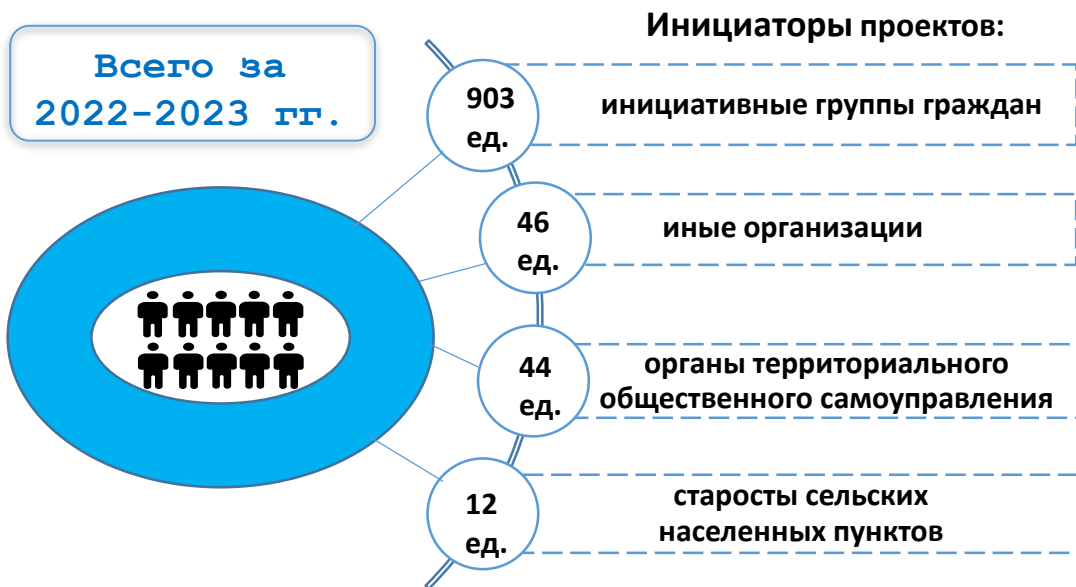 Всего за
2022-2023 гг.
Инициаторы проектов:
903
ед.
инициативные группы граждан
46
ед.
иные организации
44
ед.
органы территориального
общественного самоуправления
12
ед.
старосты сельских
населенных пунктов